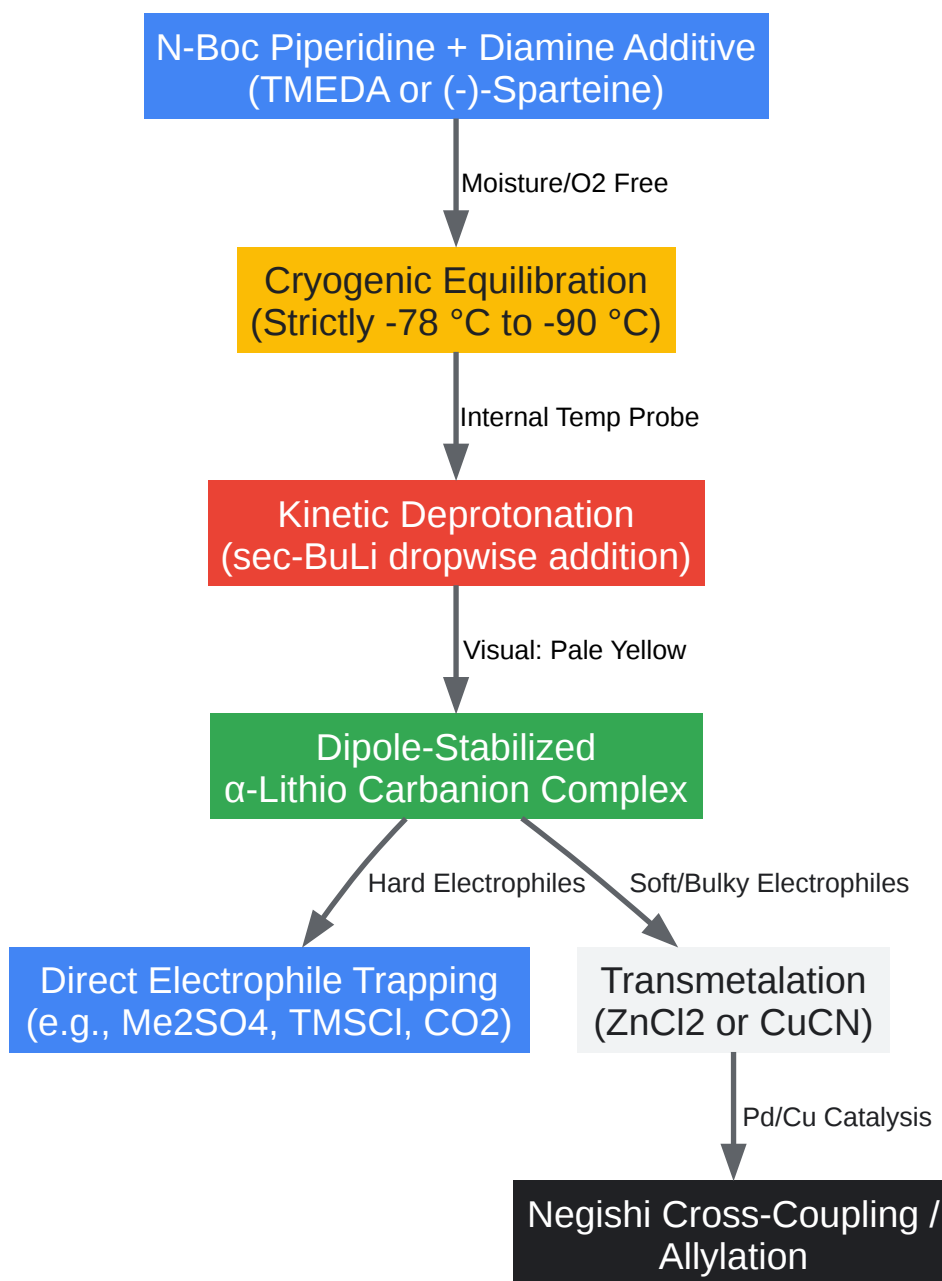 N-Boc Piperidine + Diamine Additive
(TMEDA or (-)-Sparteine)
Moisture/O2 Free
Cryogenic Equilibration
(Strictly -78 °C to -90 °C)
Internal Temp Probe
Kinetic Deprotonation
(sec-BuLi dropwise addition)
Visual: Pale Yellow
Dipole-Stabilized
α-Lithio Carbanion Complex
Hard Electrophiles
Soft/Bulky Electrophiles
Direct Electrophile Trapping
(e.g., Me2SO4, TMSCl, CO2)
Transmetalation
(ZnCl2 or CuCN)
Pd/Cu Catalysis
Negishi Cross-Coupling /
Allylation